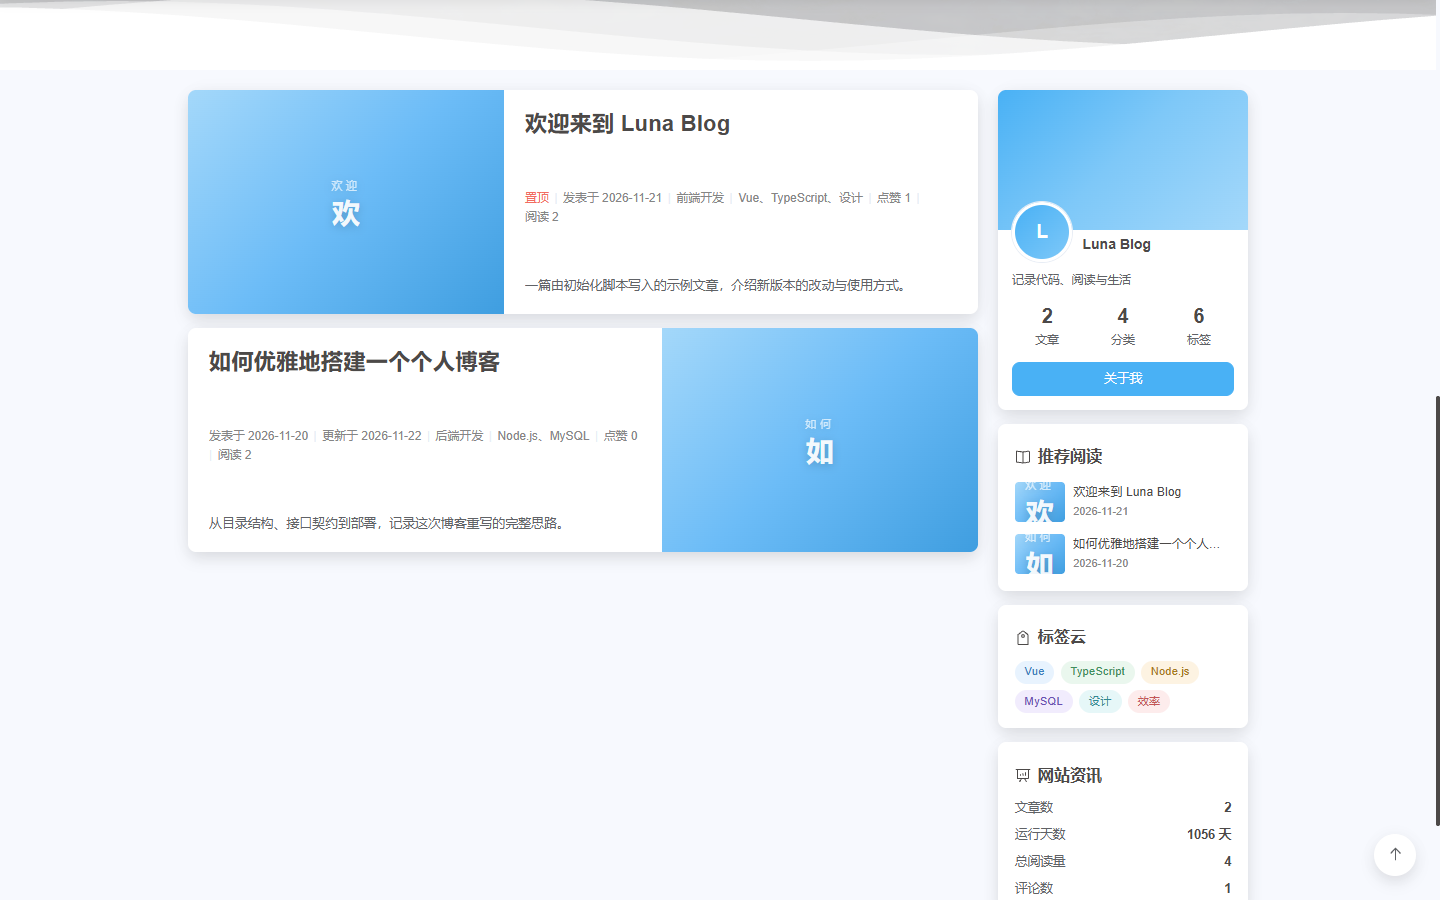 欢迎
欢
欢迎来到 Luna Blog
置顶 | 发表于 2026-11-21 | 前端开发 | Vue、TypeScript、设计 | 点赞 1 |
阅读 2
一篇由初始化脚本写入的示例文章，介绍新版本的改动与使用方式。
如何优雅地搭建一个个人博客
发表于 2026-11-20 | 更新于 2026-11-22 | 后端开发 | Node.js、MySQL | 点赞 0
| 阅读 2
从目录结构、接口契约到部署，记录这次博客重写的完整思路。
如何
如
L
Luna Blog
记录代码、阅读与生活
2 4 6
文章 分类 标签
关于我
推荐阅读
欢迎
欢
欢迎来到 Luna Blog
2026-11-21
如何
如
如何优雅地搭建一个个人...
2026-11-20
标签云
Vue TypeScript Node.js
MySQL 设计 效率
网站资讯
文章数 2
运行天数 1056 天
总阅读量 4
评论数 1